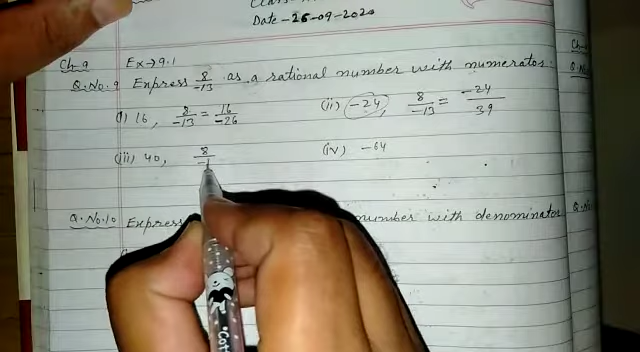 Date - 26-09-2020
Ch-9 Ex→9.1
Q.No.9 Express 8/-13 as a rational number with numerator:
(i) 16, 8/-13 = 16/-26 (ii) -24, 8/-13 = -24/39
(iii) 40, 8/-1 (iv) -64
Q.No.10 Express number with denominator